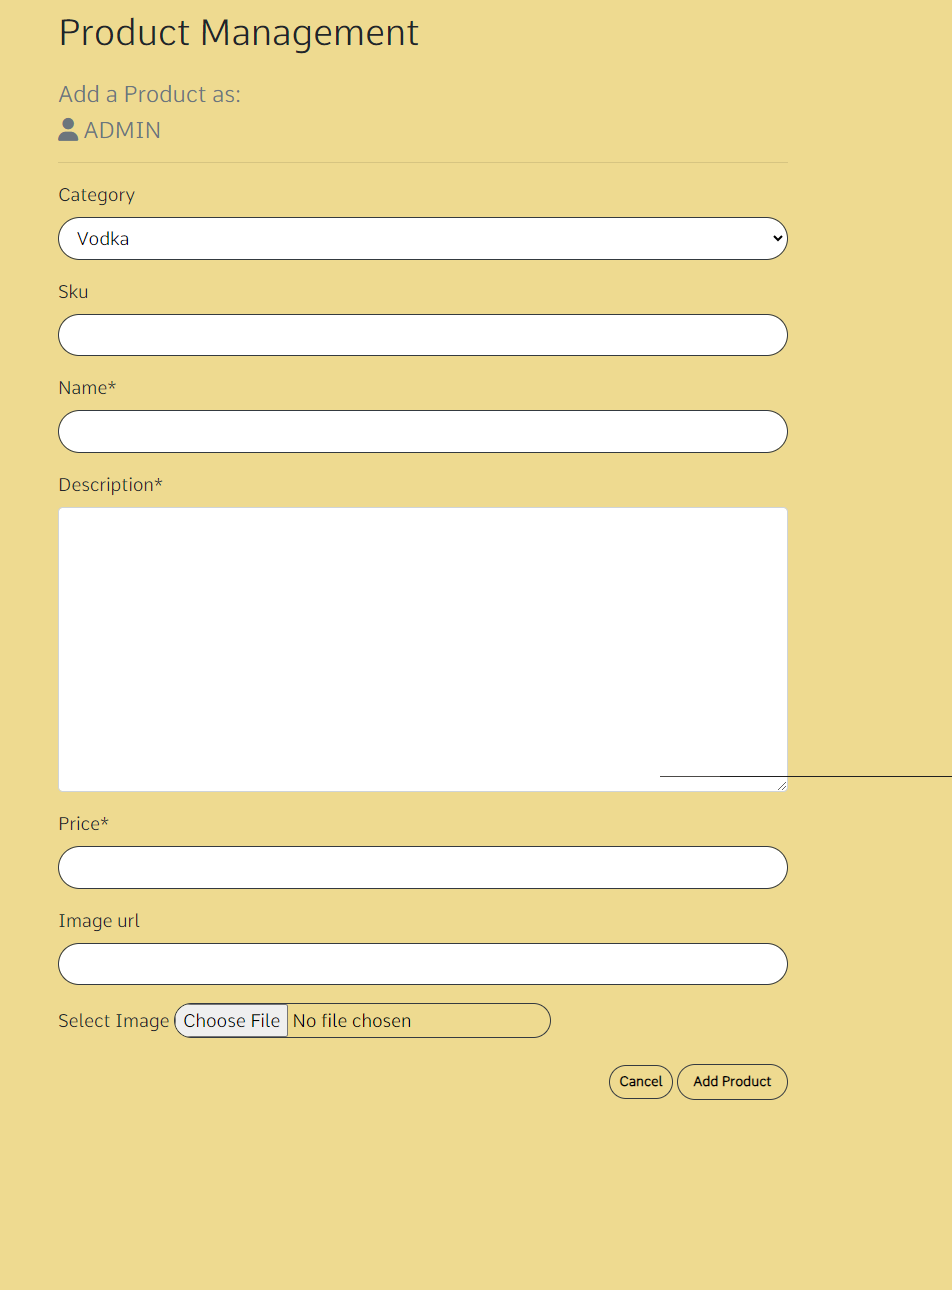 Product Management
Add a Product as:
ADMIN
Category
Vodka
Sku
Name*
Description*
Price*
Image url
Select Image Choose File No file chosen
Cancel Add Product